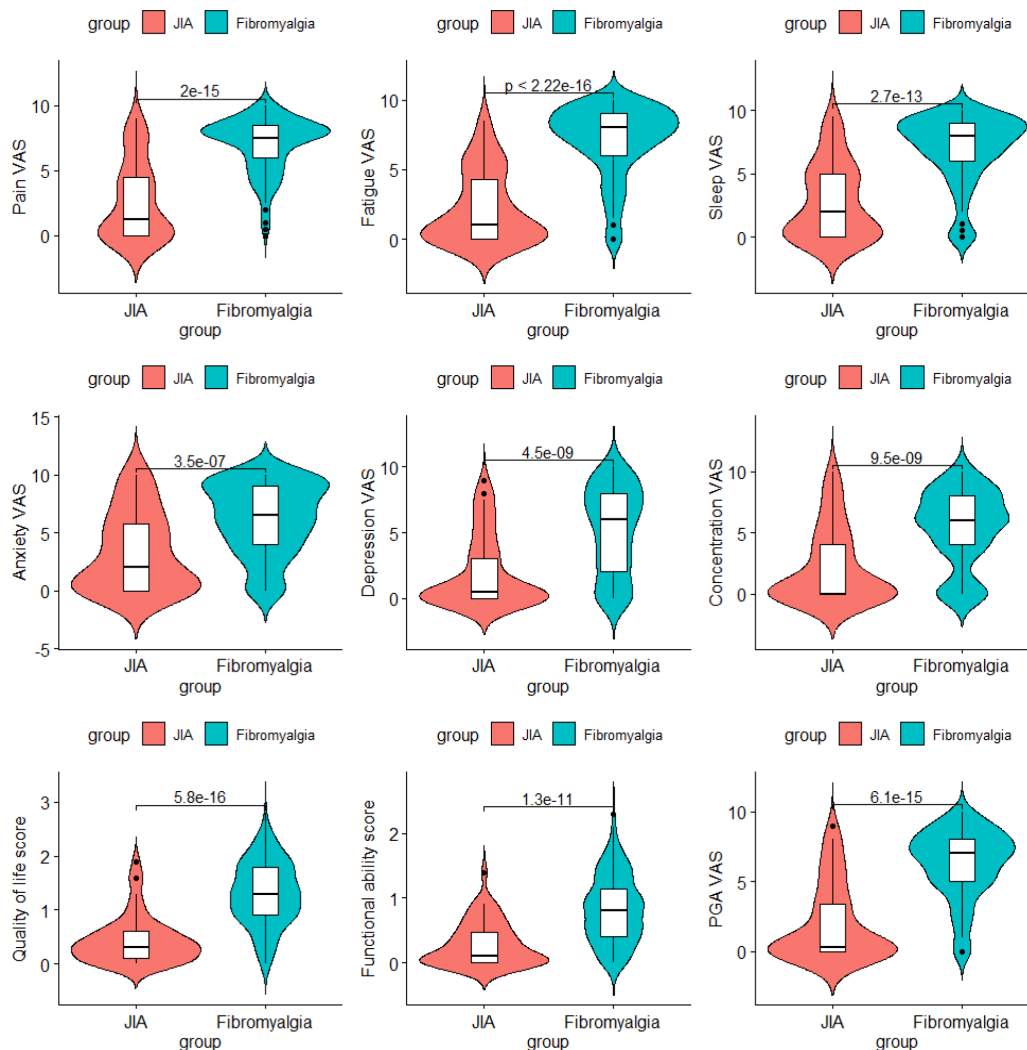 group JIA Fibromyalgia
Pain VAS
10
5
0
2e-15
JIA Fibromyalgia
group
group JIA Fibromyalgia
Fatigue VAS
10
5
0
p < 2.22e-16
JIA Fibromyalgia
group
group JIA Fibromyalgia
Sleep VAS
10
5
0
2.7e-13
JIA Fibromyalgia
group
group JIA Fibromyalgia
Anxiety VAS
15
10
5
0
-5
3.5e-07
JIA Fibromyalgia
group
group JIA Fibromyalgia
Depression VAS
10
5
0
4.5e-09
JIA Fibromyalgia
group
group JIA Fibromyalgia
Concentration VAS
10
5
0
9.5e-09
JIA Fibromyalgia
group
group JIA Fibromyalgia
Quality of life score
3
2
1
0
5.8e-16
JIA Fibromyalgia
group
group JIA Fibromyalgia
Functional ability score
2
1
0
1.3e-11
JIA Fibromyalgia
group
group JIA Fibromyalgia
PGA VAS
10
5
0
6.1e-15
JIA Fibromyalgia
group